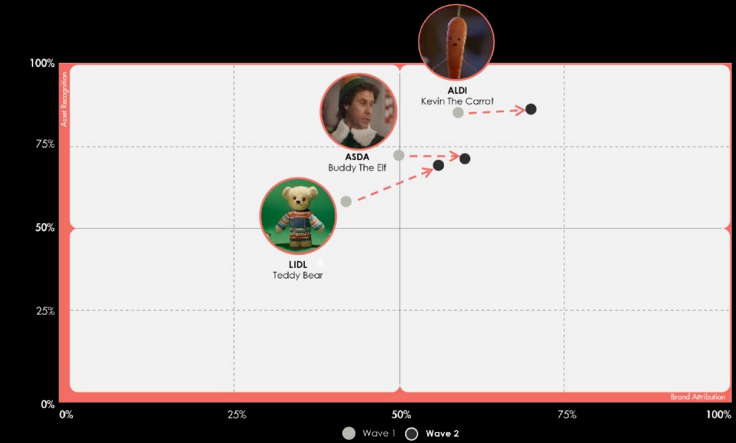 100%
Asset Recognition
ALDI
Kevin The Carrot
75%
ASDA
Buddy The Elf
50%
LIDL
Teddy Bear
25%
Brand Attribution
0%
0%
25%
50%
75%
100%
Wave 1
Wave 2